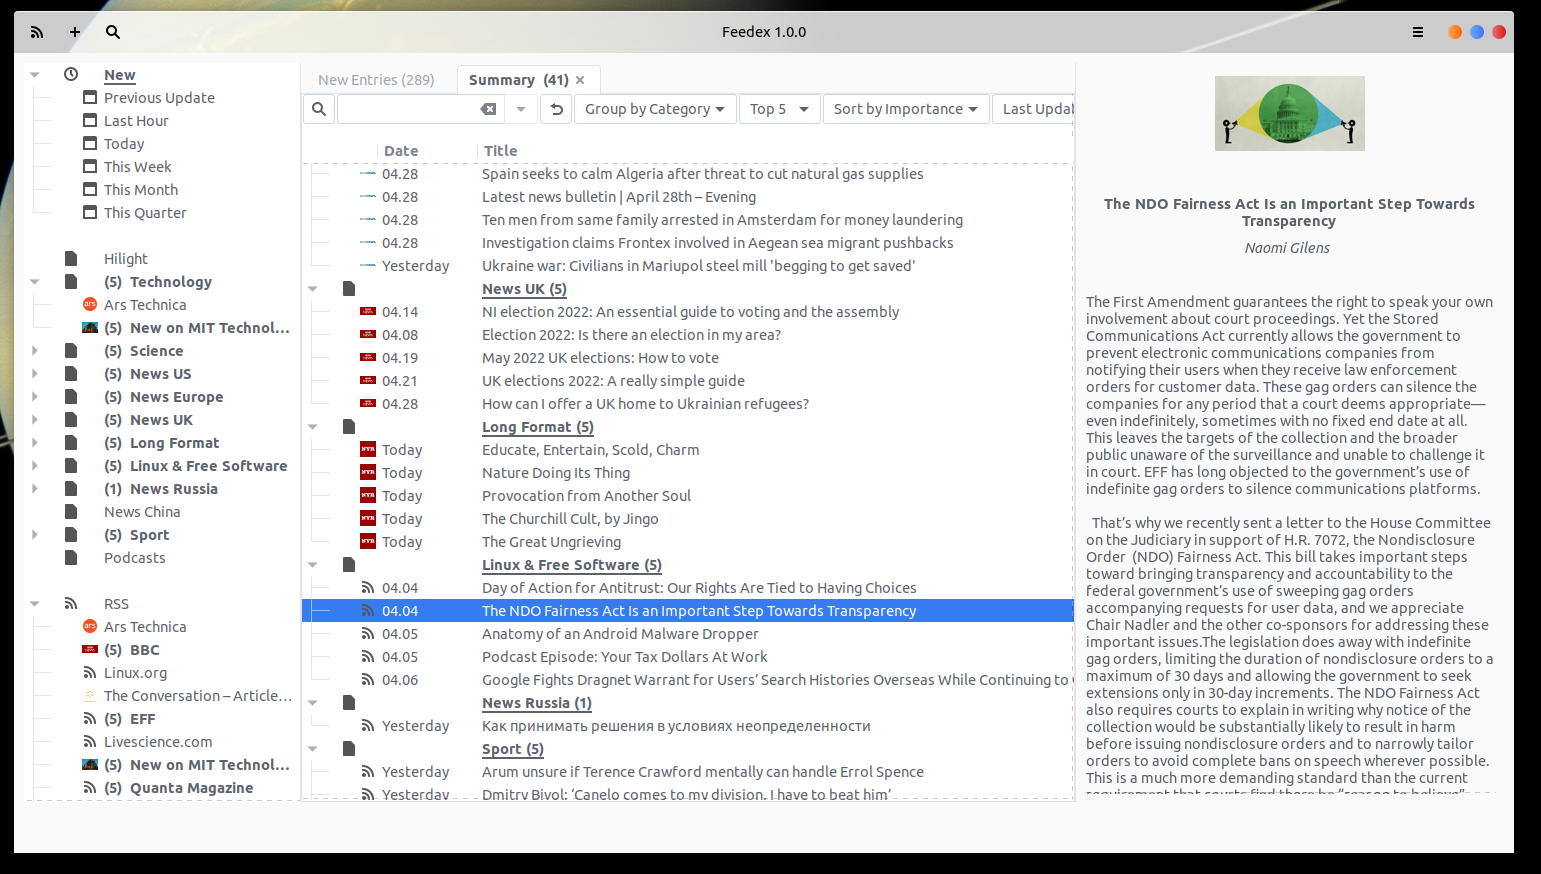 Feedex 1.0.0
New
Previous Update
Last Hour
Today
This Week
This Month
This Quarter
Hilight
(5) Technology
ars Ars Technica
(5) New on MIT Technol...
(5) Science
(5) News US
(5) News Europe
(5) News UK
(5) Long Format
(5) Linux & Free Software
(1) News Russia
News China
(5) Sport
Podcasts
RSS
ars Ars Technica
(5) BBC
Linux.org
The Conversation – Article...
(5) EFF
Livescience.com
(5) New on MIT Technol...
(5) Quanta Magazine
New Entries (289)
Summary (41)
Group by Category
Top 5
Sort by Importance
Last Updat
Date Title
04.28 Spain seeks to calm Algeria after threat to cut natural gas supplies
04.28 Latest news bulletin | April 28th – Evening
04.28 Ten men from same family arrested in Amsterdam for money laundering
04.28 Investigation claims Frontex involved in Aegean sea migrant pushbacks
Yesterday Ukraine war: Civilians in Mariupol steel mill 'begging to get saved'
News UK (5)
04.14 NI election 2022: An essential guide to voting and the assembly
04.08 Election 2022: Is there an election in my area?
04.19 May 2022 UK elections: How to vote
04.21 UK elections 2022: A really simple guide
04.28 How can I offer a UK home to Ukrainian refugees?
Long Format (5)
NYR Today Educate, Entertain, Scold, Charm
NYR Today Nature Doing Its Thing
NYR Today Provocation from Another Soul
NYR Today The Churchill Cult, by Jingo
NYR Today The Great Ungrieving
Linux & Free Software (5)
04.04 Day of Action for Antitrust: Our Rights Are Tied to Having Choices
04.04 The NDO Fairness Act Is an Important Step Towards Transparency
04.05 Anatomy of an Android Malware Dropper
04.05 Podcast Episode: Your Tax Dollars At Work
04.06 Google Fights Dragnet Warrant for Users’ Search Histories Overseas While Continuing to
News Russia (1)
Yesterday Как принимать решения в условиях неопределенности
Sport (5)
Yesterday Arum unsure if Terence Crawford mentally can handle Errol Spence
Yesterday Dmitry Bivol: ‘Canelo comes to my division, I have to beat him’
The NDO Fairness Act Is an Important Step Towards
Transparency
Naomi Gilens
The First Amendment guarantees the right to speak your own
involvement about court proceedings. Yet the Stored
Communications Act currently allows the government to
prevent electronic communications companies from
notifying their users when they receive law enforcement
orders for customer data. These gag orders can silence the
companies for any period that a court deems appropriate—
even indefinitely, sometimes with no fixed end date at all.
This leaves the targets of the collection and the broader
public unaware of the surveillance and unable to challenge it
in court. EFF has long objected to the government’s use of
indefinite gag orders to silence communications platforms.
That’s why we recently sent a letter to the House Committee
on the Judiciary in support of H.R. 7072, the Nondisclosure
Order (NDO) Fairness Act. This bill takes important steps
toward bringing transparency and accountability to the
federal government’s use of sweeping gag orders
accompanying requests for user data, and we appreciate
Chair Nadler and the other co-sponsors for addressing these
important issues.The legislation does away with indefinite
gag orders, limiting the duration of nondisclosure orders to a
maximum of 30 days and allowing the government to seek
extensions only in 30-day increments. The NDO Fairness Act
also requires courts to explain in writing why notice of the
collection would be substantially likely to result in harm
before issuing nondisclosure orders and to narrowly tailor
orders to avoid complete bans on speech wherever possible.
This is a much more demanding standard than the current
requirement that courts find there be “reason to believe”